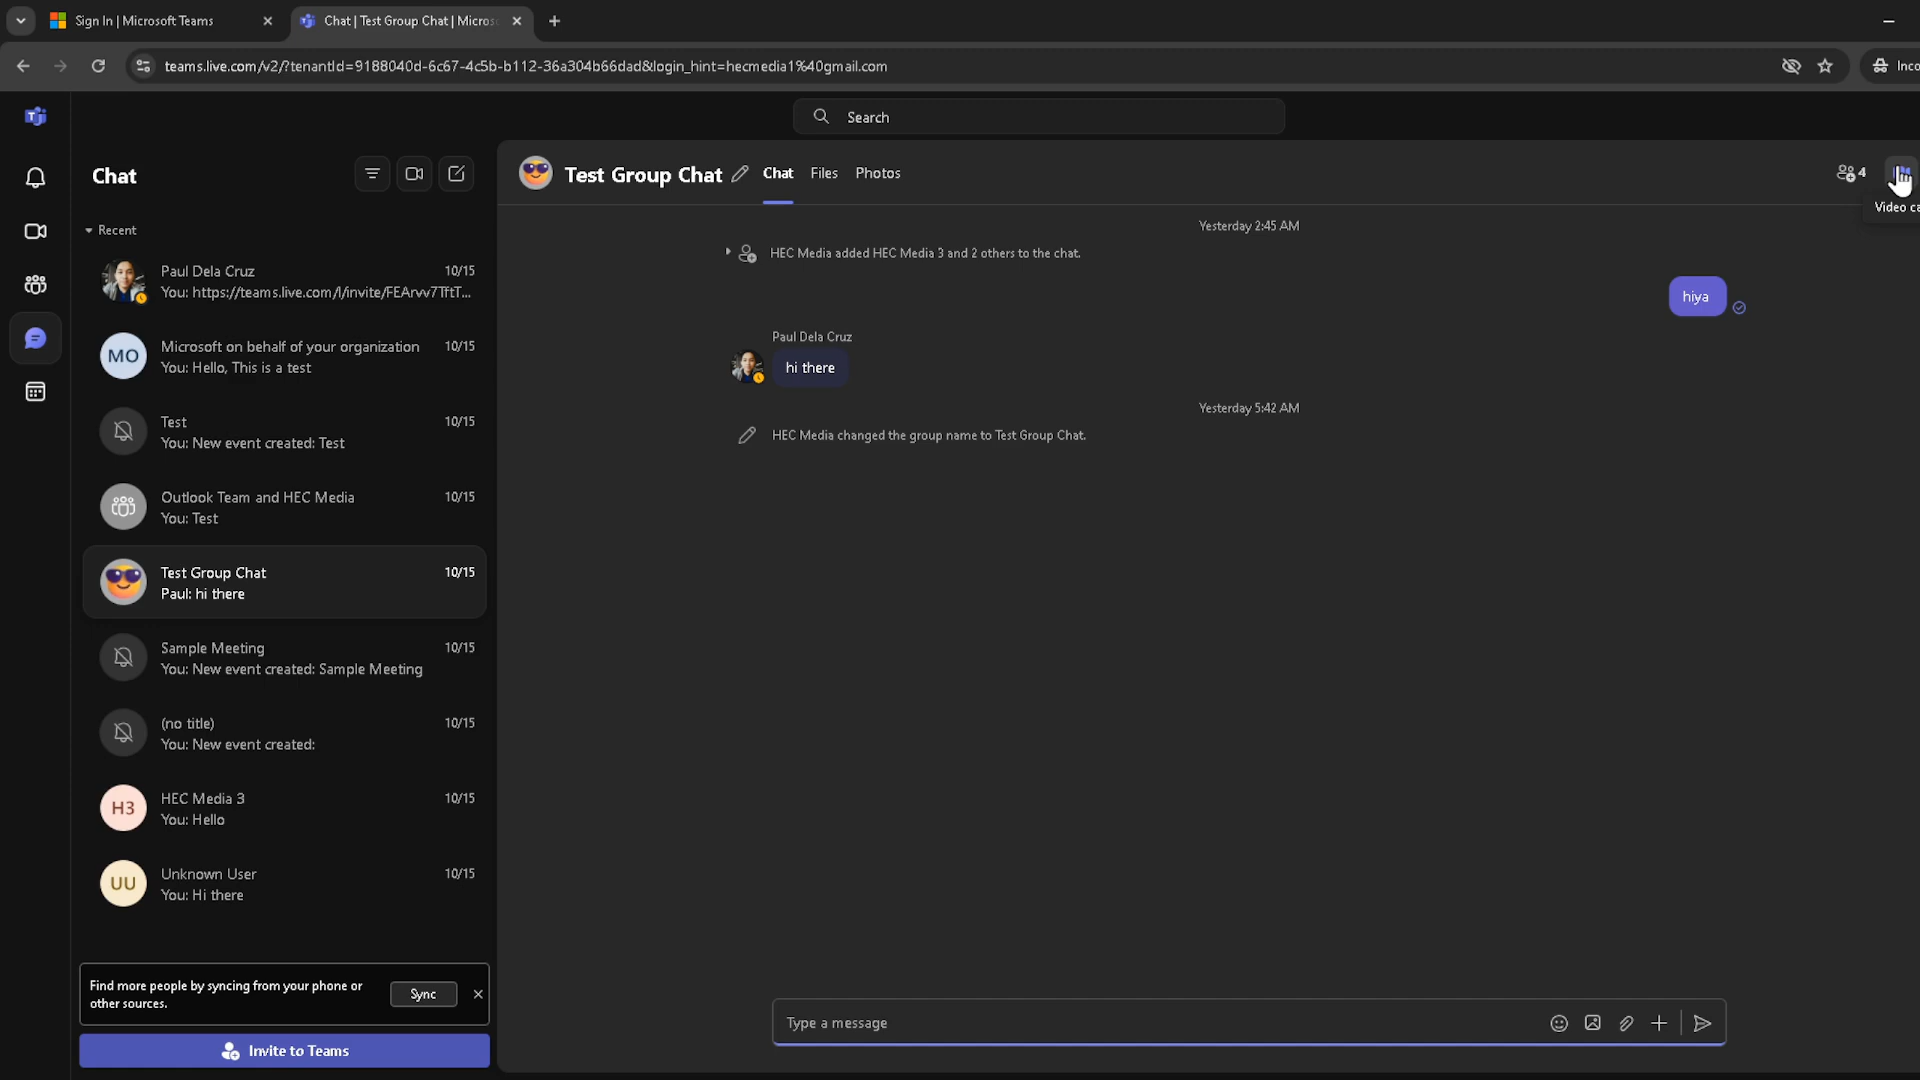 Sign In | Microsoft Teams
Chat | Test Group Chat | Micros
teams.live.com/v2/?tenantId=9188040d-6c67-4c5b-b112-36a304b66dad&login_hint=hecmedia1%40gmail.com
Inco
Search
Chat
Recent
Paul Dela Cruz 10/15
You: https://teams.live.com/l/invite/FEArvv7TftT...
MO
Microsoft on behalf of your organization 10/15
You: Hello, This is a test
Test 10/15
You: New event created: Test
Outlook Team and HEC Media 10/15
You: Test
Test Group Chat 10/15
Paul: hi there
Sample Meeting 10/15
You: New event created: Sample Meeting
(no title) 10/15
You: New event created:
H3
HEC Media 3 10/15
You: Hello
UU
Unknown User 10/15
You: Hi there
Find more people by syncing from your phone or
other sources.
Sync
Invite to Teams
Test Group Chat
Chat Files Photos
4
Video ca
Yesterday 2:45 AM
HEC Media added HEC Media 3 and 2 others to the chat.
hiya
Paul Dela Cruz
hi there
Yesterday 5:42 AM
HEC Media changed the group name to Test Group Chat.
Type a message